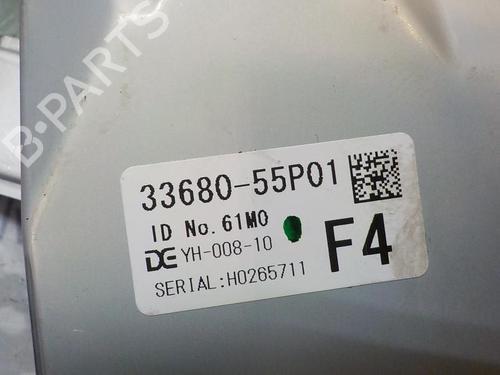 B-PARTS
33680-55P01
ID No.61M0
DE YH-008-10
F4
SERIAL:H0265711